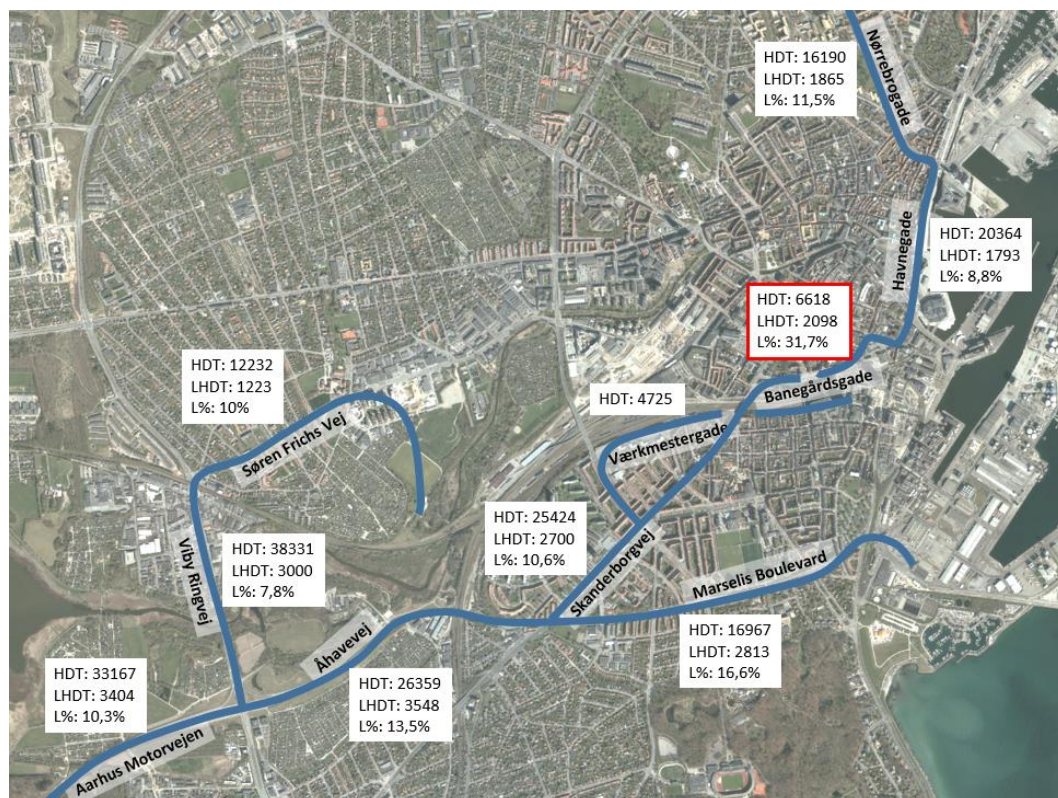 HDT: 16190
LHDT: 1865
L%: 11,5%
Nørrebrogade
Havnegade
HDT: 20364
LHDT: 1793
L%: 8,8%
HDT: 6618
LHDT: 2098
L%: 31,7%
Banegårdsgade
HDT: 12232
LHDT: 1223
L%: 10%
HDT: 4725
Søren Frichs Vej
Værkmestergade
HDT: 25424
LHDT: 2700
L%: 10,6%
Skanderborgvej
Marselis Boulevard
Viby Ringvej
HDT: 38331
LHDT: 3000
L%: 7,8%
Åhavevej
HDT: 16967
LHDT: 2813
L%: 16,6%
HDT: 33167
LHDT: 3404
L%: 10,3%
HDT: 26359
LHDT: 3548
L%: 13,5%
Aarhus Motorvejen